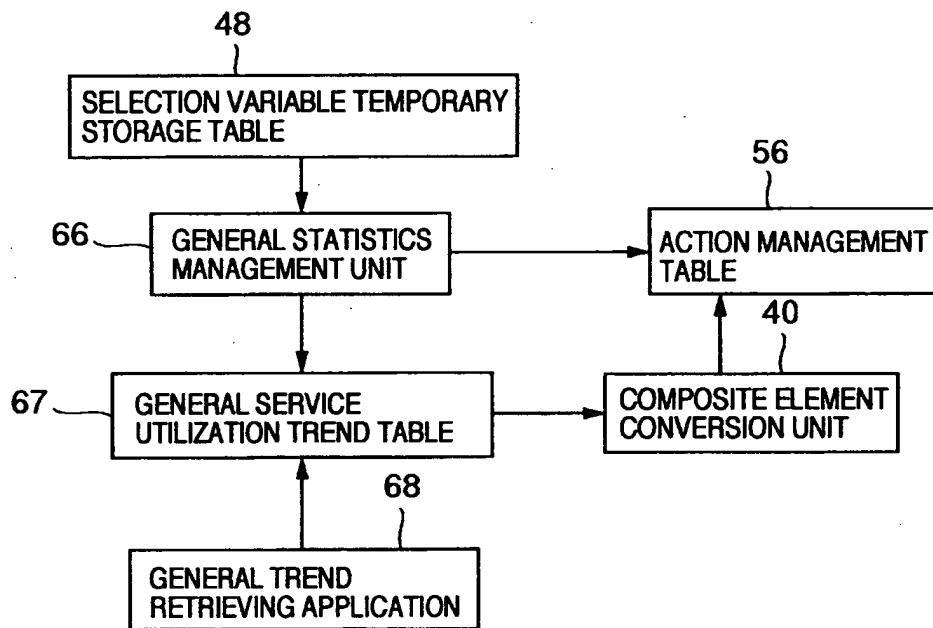 48
SELECTION VARIABLE TEMPORARY
STORAGE TABLE
56
66
GENERAL STATISTICS
MANAGEMENT UNIT
ACTION MANAGEMENT
TABLE
40
67
GENERAL SERVICE
UTILIZATION TREND TABLE
COMPOSITE ELEMENT
CONVERSION UNIT
68
GENERAL TREND
RETRIEVING APPLICATION